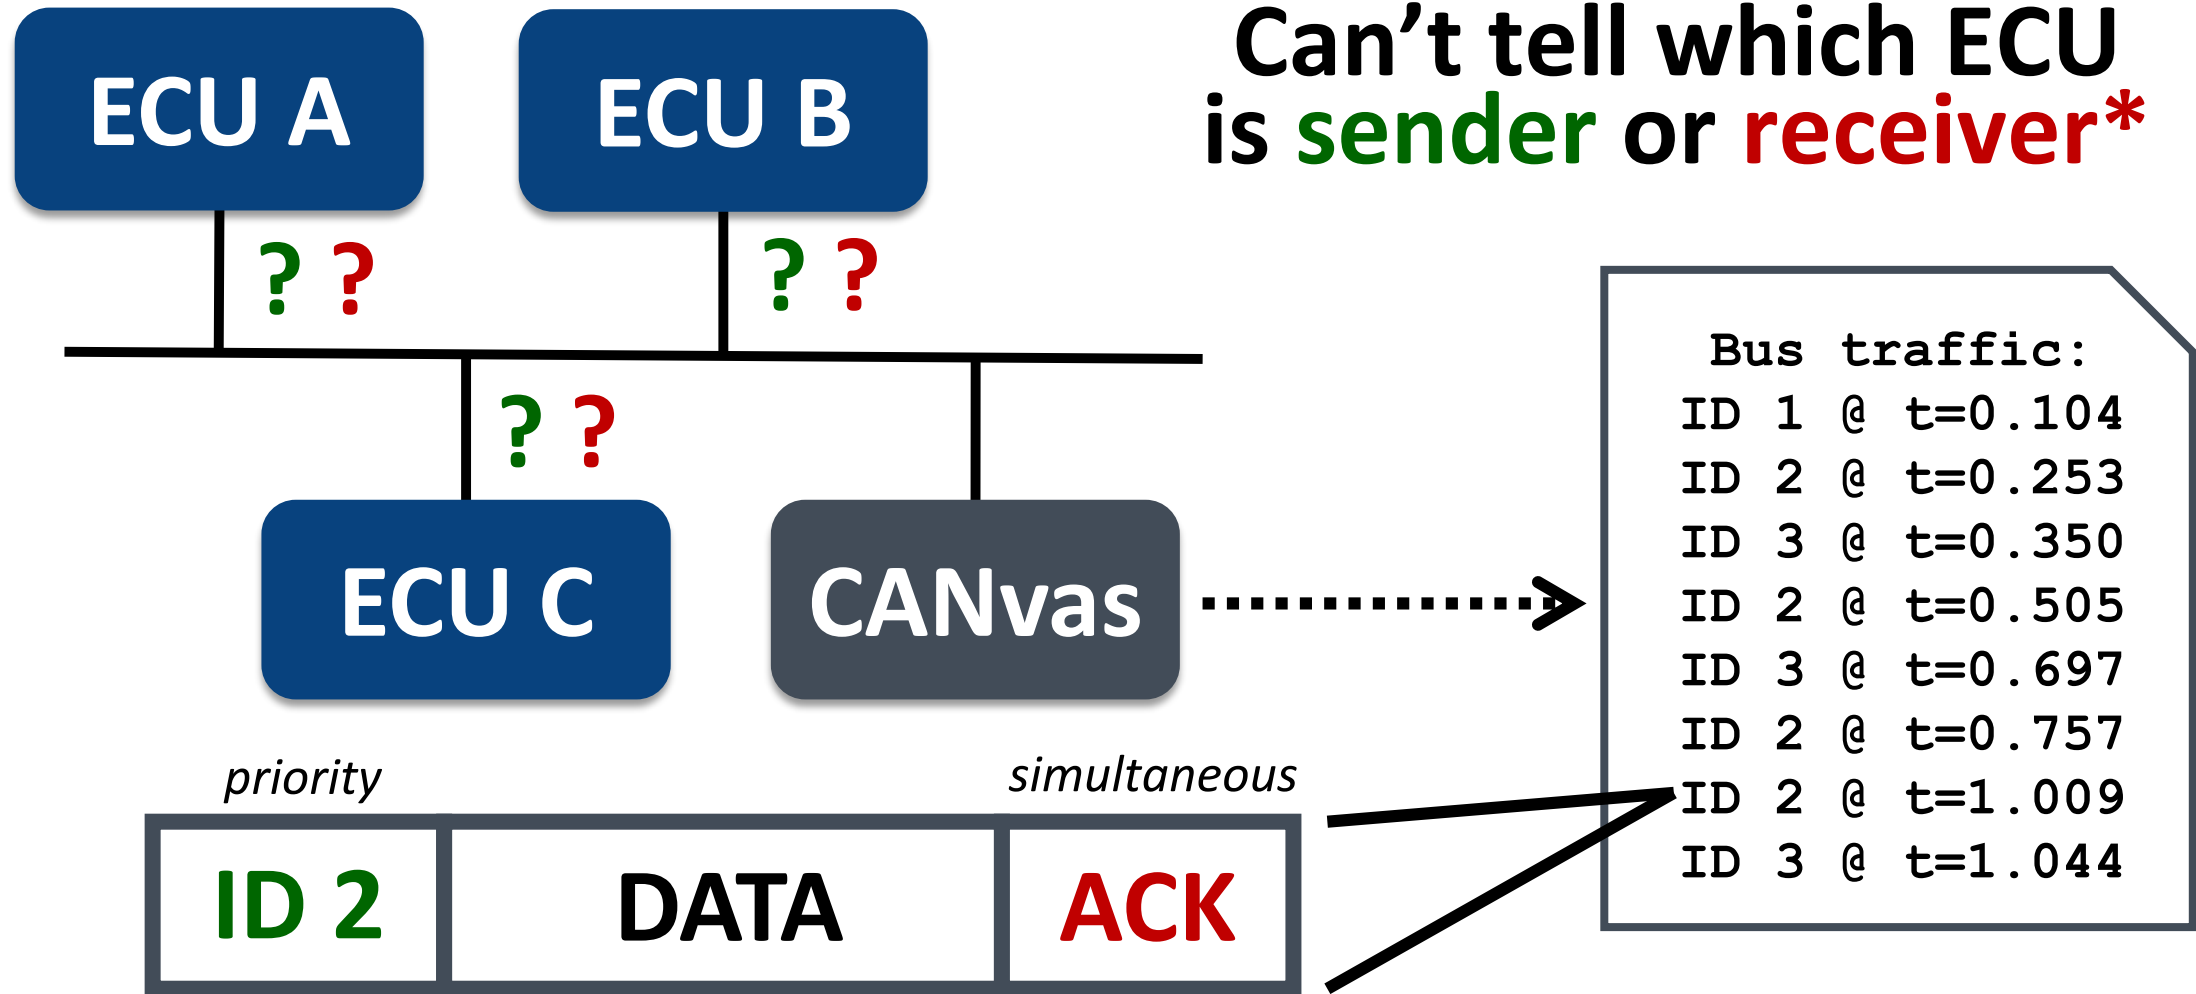 ECU A
ECU B
Can’t tell which ECU
is sender or receiver*
? ?
? ?
? ?
ECU C
CANvas
Bus traffic:
ID 1 @ t=0.104
ID 2 @ t=0.253
ID 3 @ t=0.350
ID 2 @ t=0.505
ID 3 @ t=0.697
ID 2 @ t=0.757
ID 2 @ t=1.009
ID 3 @ t=1.044
priority
simultaneous
ID 2
DATA
ACK